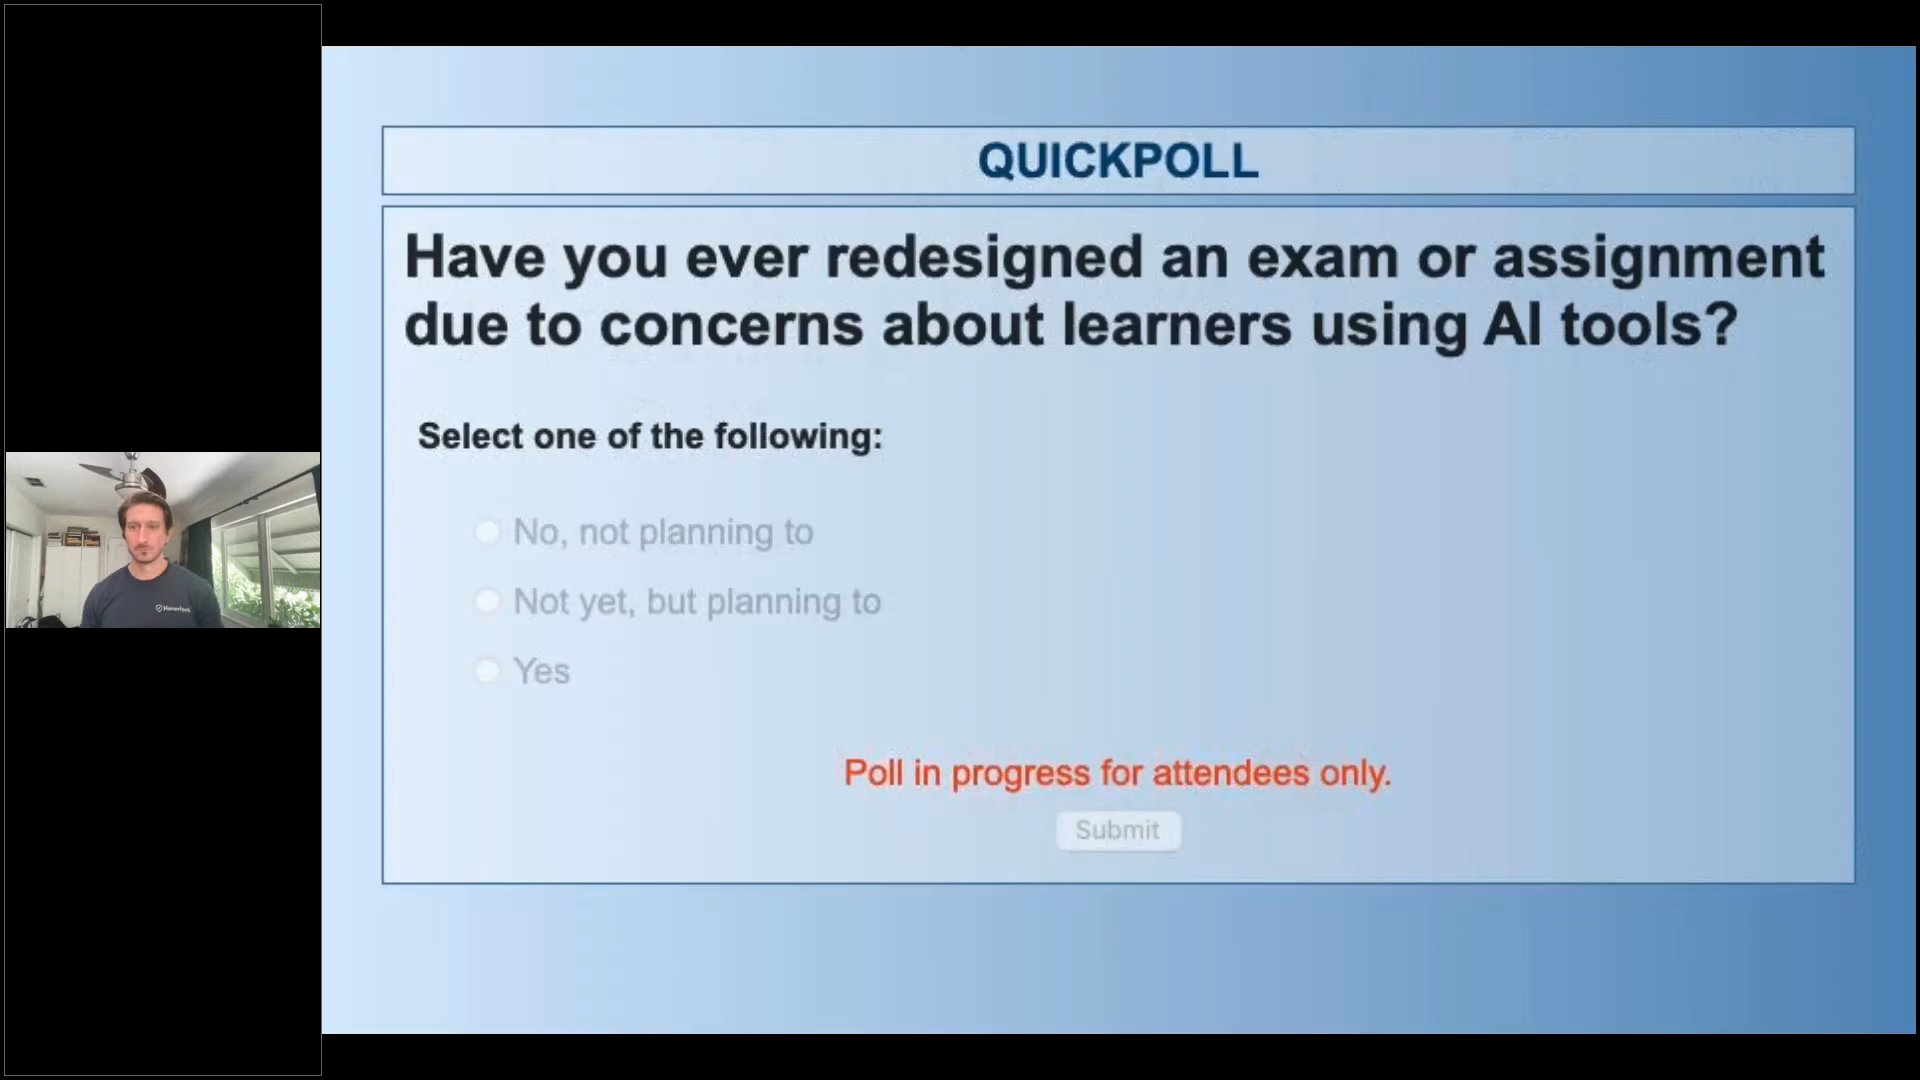 QUICKPOLL
Have you ever redesigned an exam or assignment
due to concerns about learners using AI tools?
Select one of the following:
No, not planning to
Not yet, but planning to
Yes
Poll in progress for attendees only.
Submit